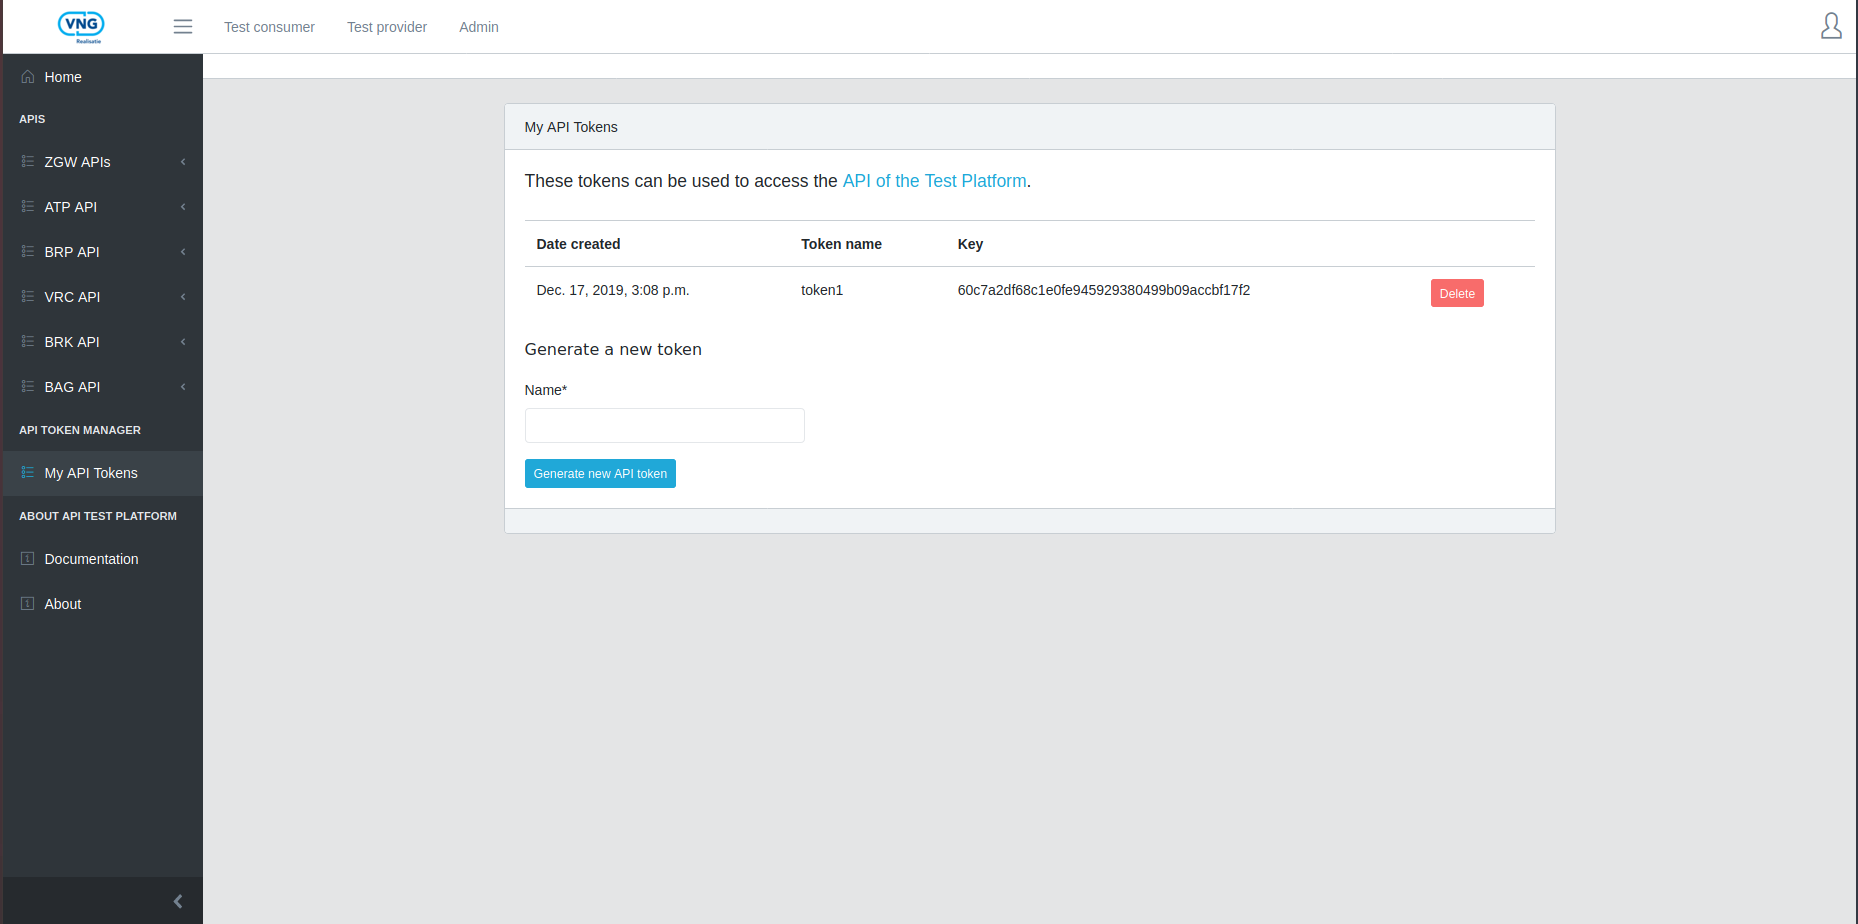 VNG
Realisatie
Test consumer
Test provider
Admin
Home
APIS
ZGW APIs
ATP API
BRP API
VRC API
BRK API
BAG API
API TOKEN MANAGER
My API Tokens
ABOUT API TEST PLATFORM
Documentation
About
My API Tokens
These tokens can be used to access the API of the Test Platform.
Date created Token name Key
Dec. 17, 2019, 3:08 p.m. token1 60c7a2df68c1e0fe945929380499b09accbf17f2 Delete
Generate a new token
Name*
Generate new API token